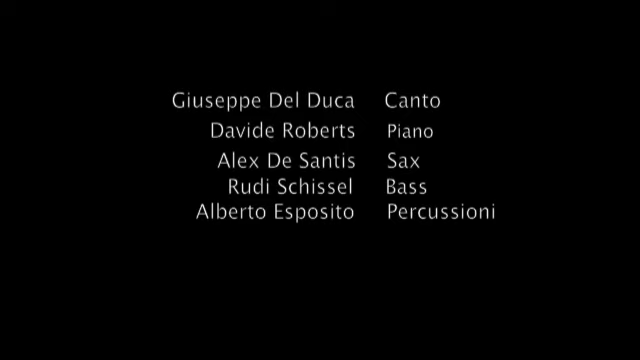 Giuseppe Del Duca Canto
Davide Roberts Piano
Alex De Santis Sax
Rudi Schissel Bass
Alberto Esposito Percussioni